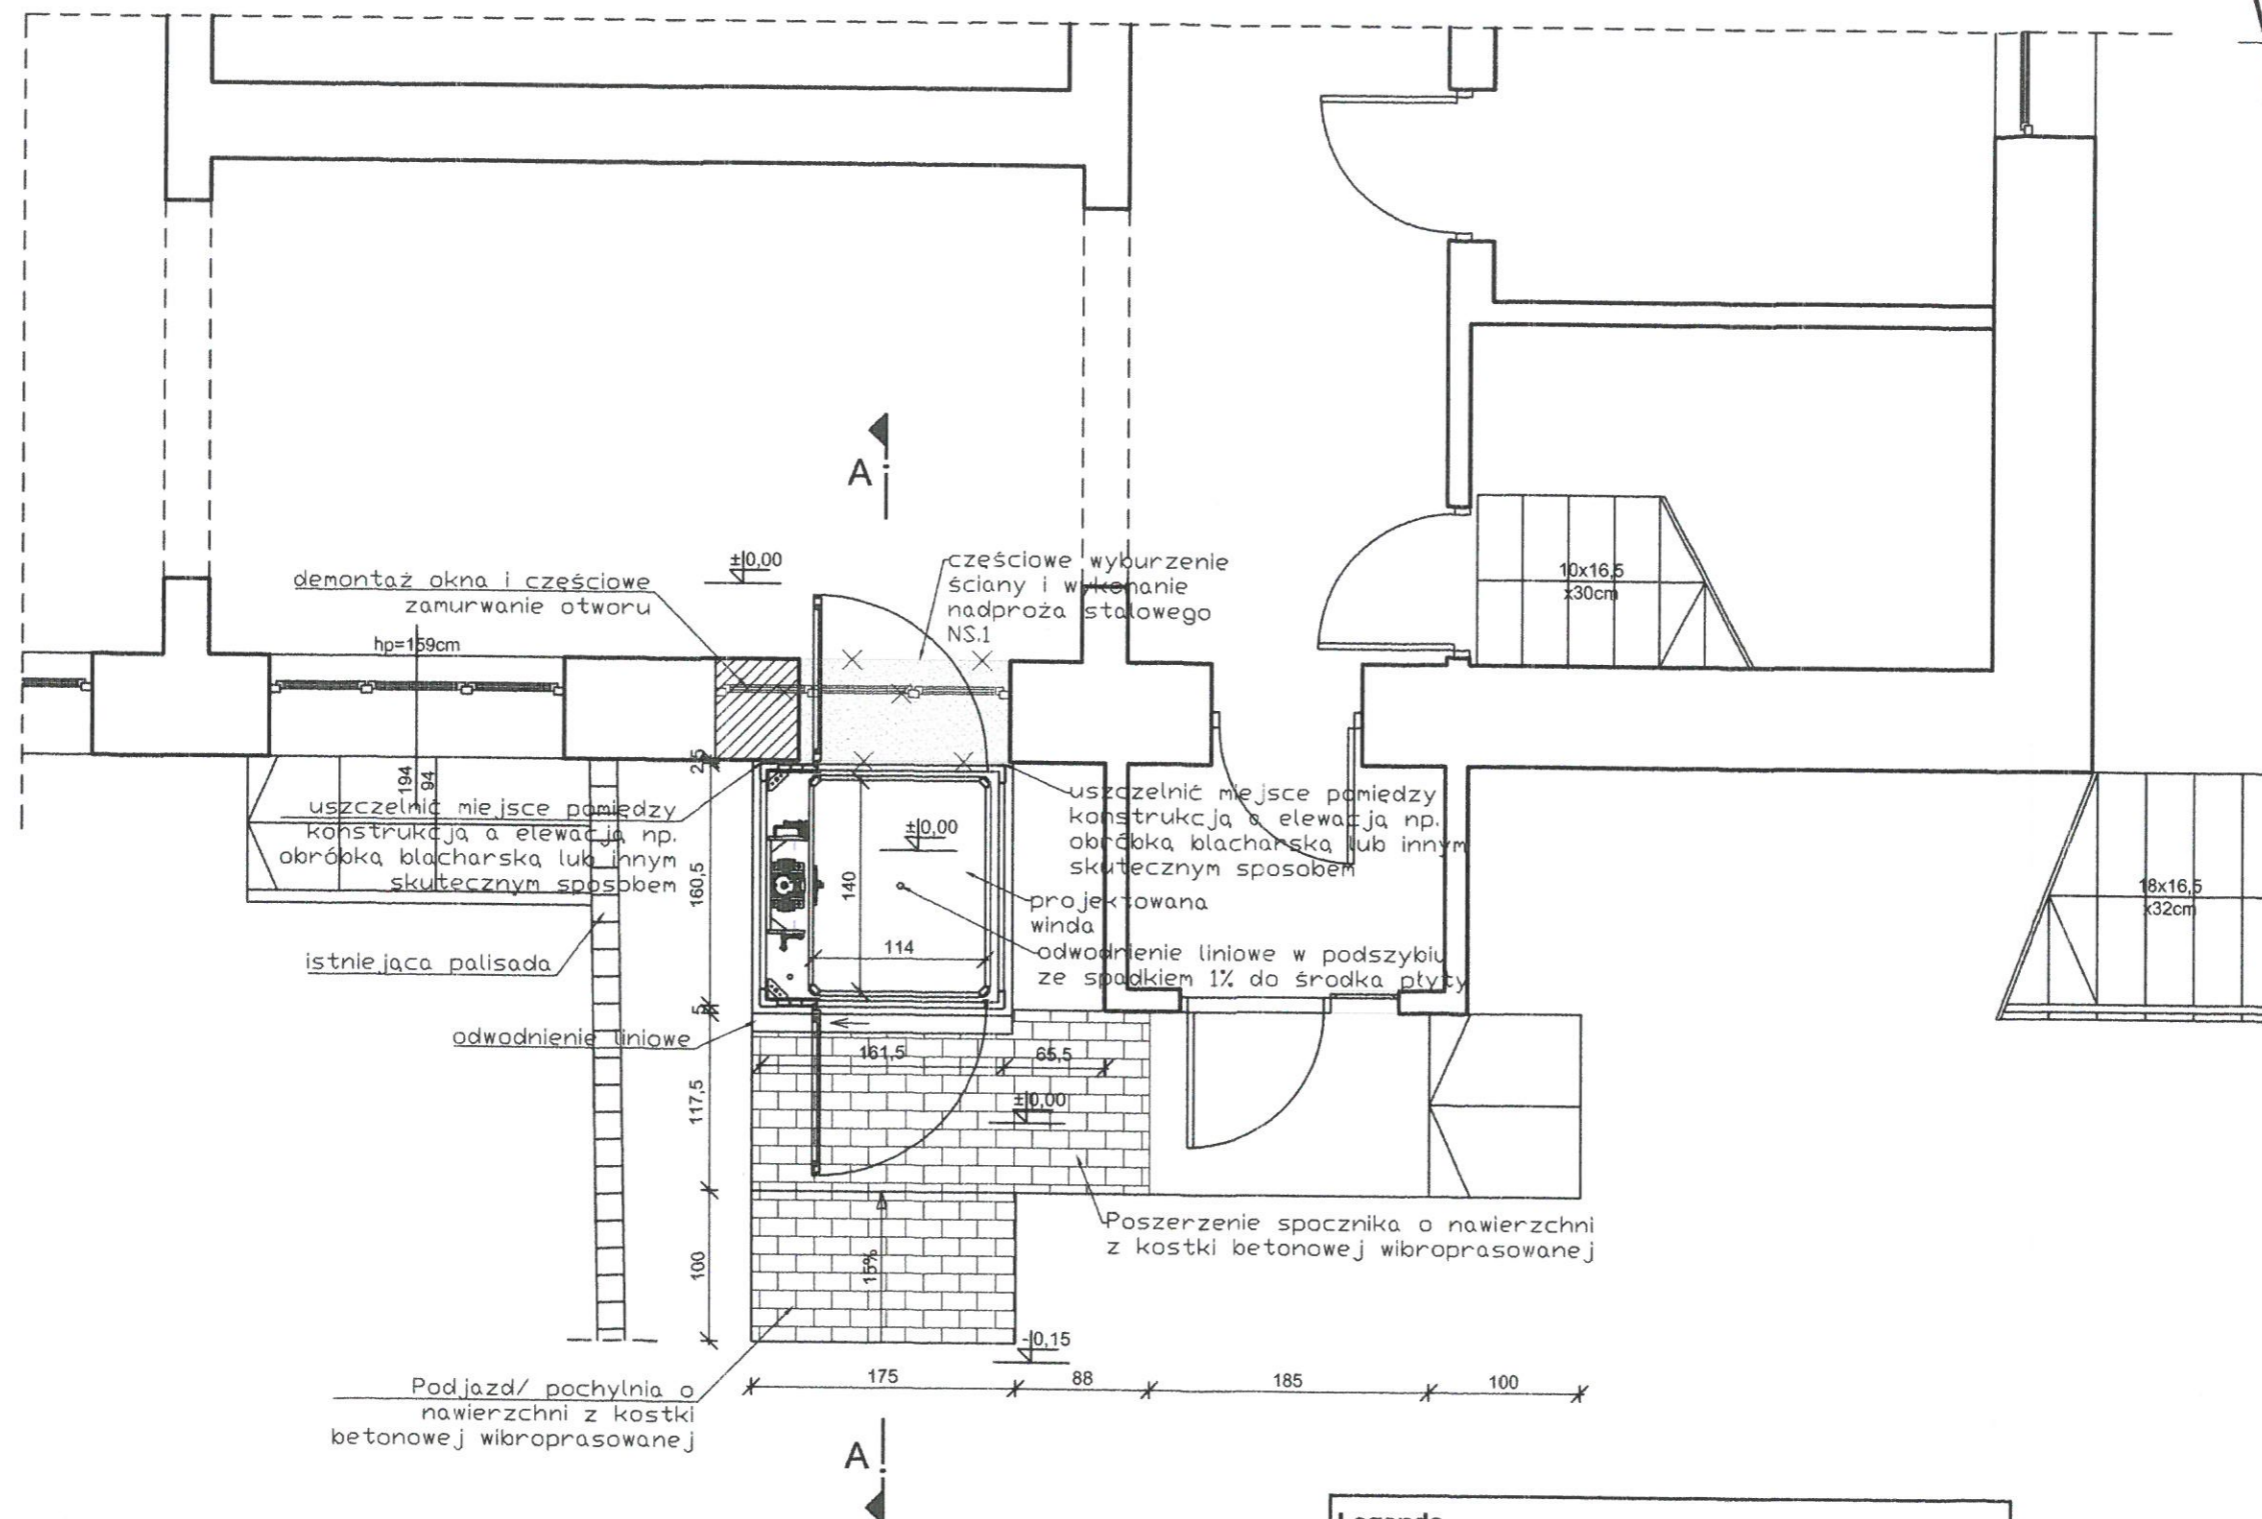 A
±0,00
częściowe wyburzenie
ściany i wykonanie
nadproża stalowego
NS.1
demontaż okna i częściowe
zamurwanie otworu
10x16,5
x30cm
hp=159cm
194
94
2,5
uszczelnić miejsce pomiędzy
konstrukcją a elewacją np.
obróbką blacharską lub innym
skutecznym sposobem
±0,00
uszczelnić miejsce pomiędzy
konstrukcją a elewacją np.
obróbką blacharską lub innym
skutecznym sposobem
160,5
140
114
projektowana
winda
odwodnienie liniowe w podszybiu
ze spadkiem 1% do środka płyty
18x16,5
x32cm
istniejąca palisada
5
odwodnienie liniowe
161,5
65,5
117,5
±0,00
Poszerzenie spocznika o nawierzchni
z kostki betonowej wibroprasowanej
100
15%
-0,15
175
88
185
100
Podjazd/ pochylnia o
nawierzchni z kostki
betonowej wibroprasowanej
A